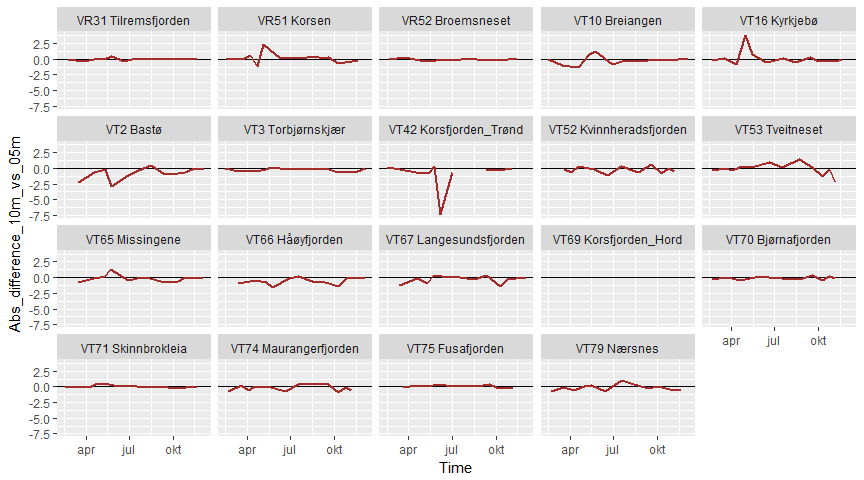 VR31 Tilremsfjorden
VR51 Korsen
VR52 Broemsneset
VT10 Breiangen
VT16 Kyrkjebø
2.5
0.0
-2.5
-5.0
-7.5
VT2 Bastø
VT3 Torbjørnskjær
VT42 Korsfjorden_Trønd
VT52 Kvinnheradsfjorden
VT53 Tveitneset
2.5
0.0
-2.5
-5.0
-7.5
VT65 Missingene
VT66 Håøyfjorden
VT67 Langesundsfjorden
VT69 Korsfjorden_Hord
VT70 Bjørnafjorden
2.5
0.0
-2.5
-5.0
-7.5
apr jul okt
VT71 Skinnbrokleia
VT74 Maurangerfjorden
VT75 Fusafjorden
VT79 Nærsnes
2.5
0.0
-2.5
-5.0
-7.5
apr jul okt
apr jul okt
apr jul okt
apr jul okt
Time
Abs_difference_10m_vs_05m